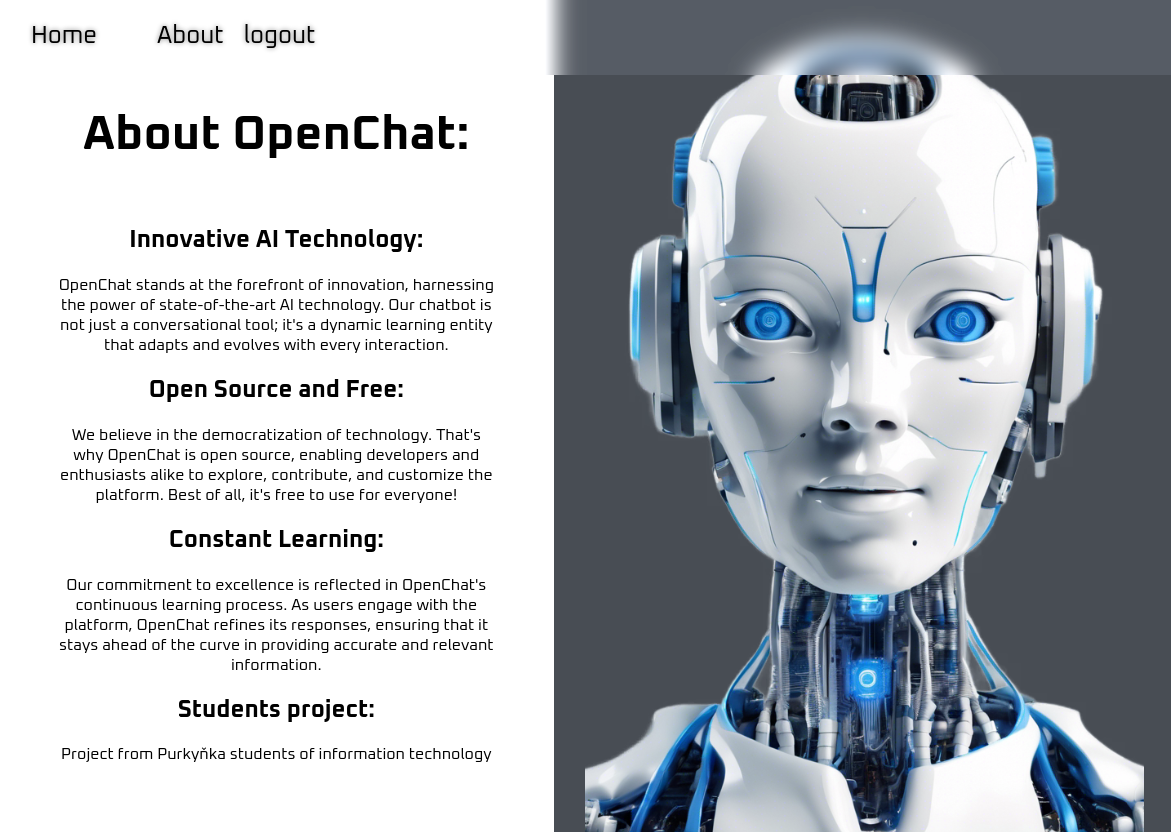 Home About logout
About OpenChat:
Innovative AI Technology:
OpenChat stands at the forefront of innovation, harnessing
the power of state-of-the-art AI technology. Our chatbot is
not just a conversational tool; it's a dynamic learning entity
that adapts and evolves with every interaction.
Open Source and Free:
We believe in the democratization of technology. That's
why OpenChat is open source, enabling developers and
enthusiasts alike to explore, contribute, and customize the
platform. Best of all, it's free to use for everyone!
Constant Learning:
Our commitment to excellence is reflected in OpenChat's
continuous learning process. As users engage with the
platform, OpenChat refines its responses, ensuring that it
stays ahead of the curve in providing accurate and relevant
information.
Students project:
Project from Purkyňka students of information technology